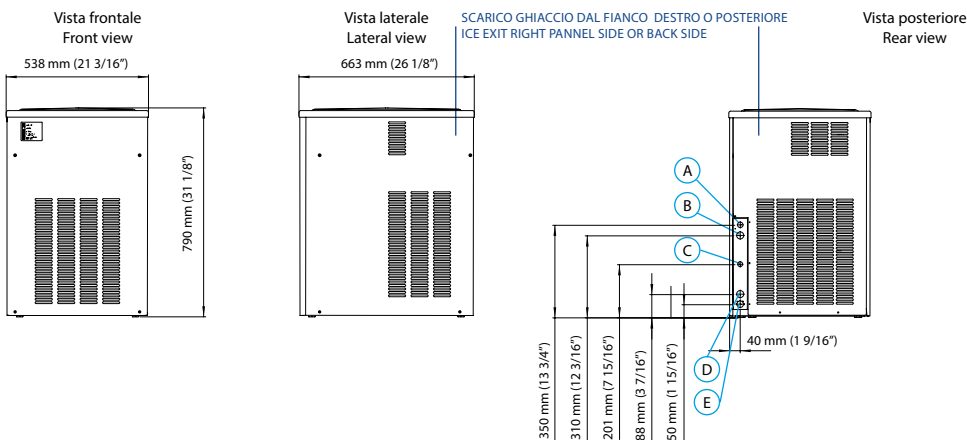 Vista frontale
Front view
538 mm (21 3/16”)
790 mm (31 1/8”)
Vista laterale
Lateral view
663 mm (26 1/8”)
SCARICO GHIACCIO DAL FIANCO DESTRO O POSTERIORE
ICE EXIT RIGHT PANNEL SIDE OR BACK SIDE
Vista posteriore
Rear view
A
B
C
D
E
40 mm (1 9/16”)
350 mm (13 3/4”)
310 mm (12 3/16”)
201 mm (7 15/16”)
88 mm (3 7/16”)
50 mm (1 15/16”)